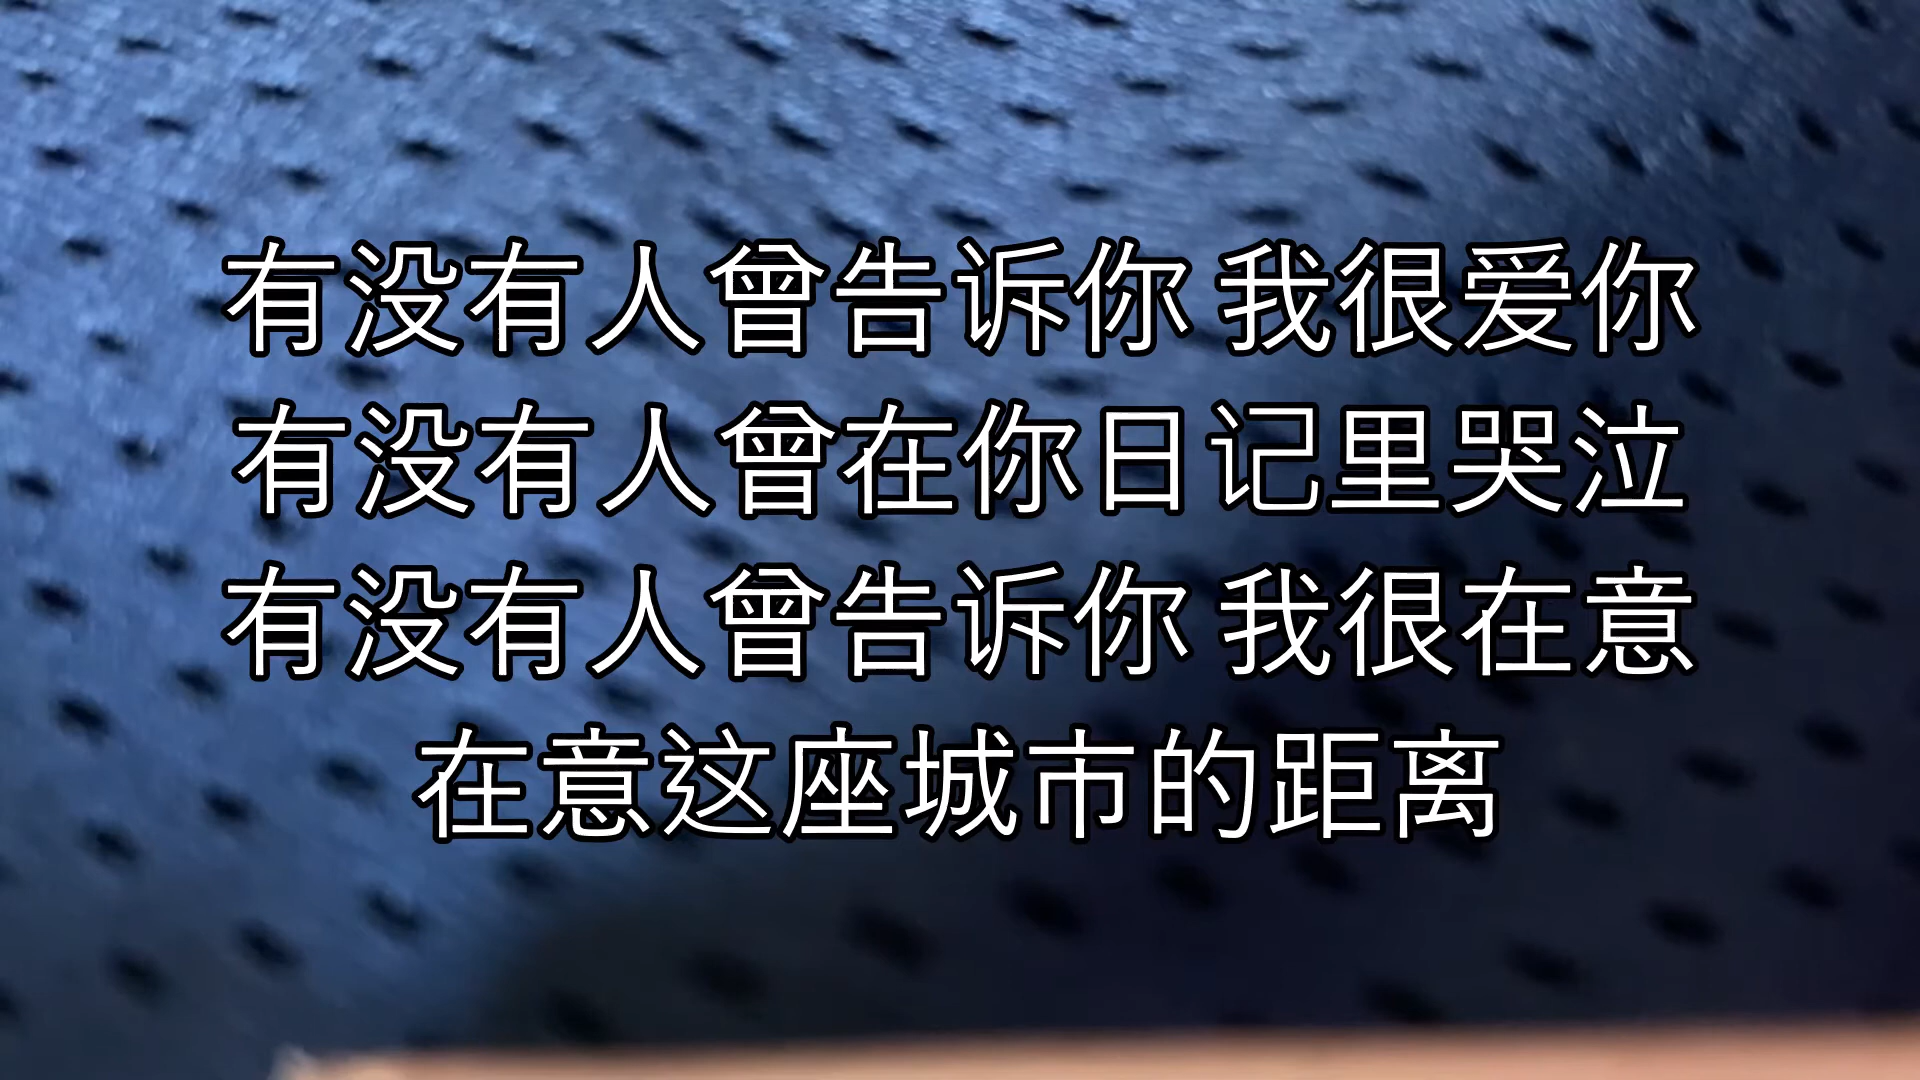 有没有人曾告诉你 我很爱你
有没有人曾在你日记里哭泣
有没有人曾告诉你 我很在意
在意这座城市的距离